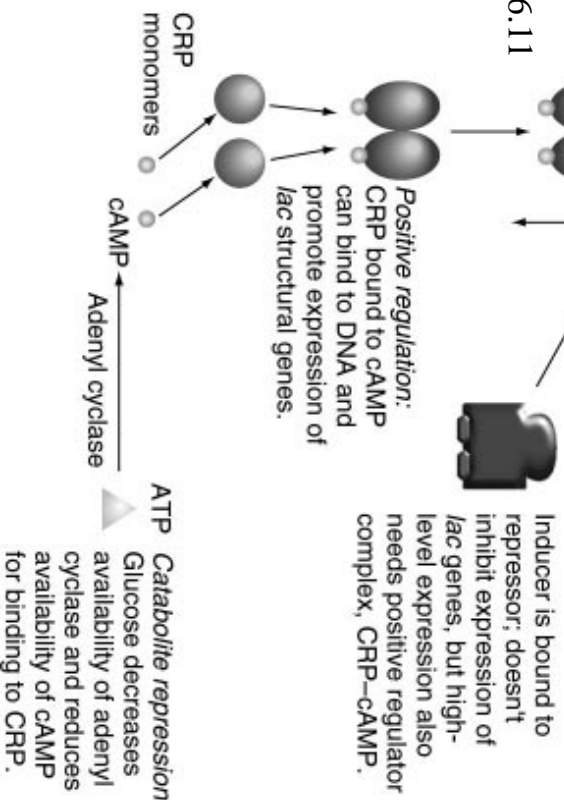 6.11
Inducer is bound to
repressor; doesn't
inhibit expression of
lac genes, but high-
level expression also
needs positive regulator
complex, CRP–cAMP.
Positive regulation:
CRP bound to cAMP
can bind to DNA and
promote expression of
lac structural genes.
CRP
monomers
cAMP
Adenyl cyclase
ATP
Catabolite repression
Glucose decreases
availability of adenyl
cyclase and reduces
availability of cAMP
for binding to CRP.